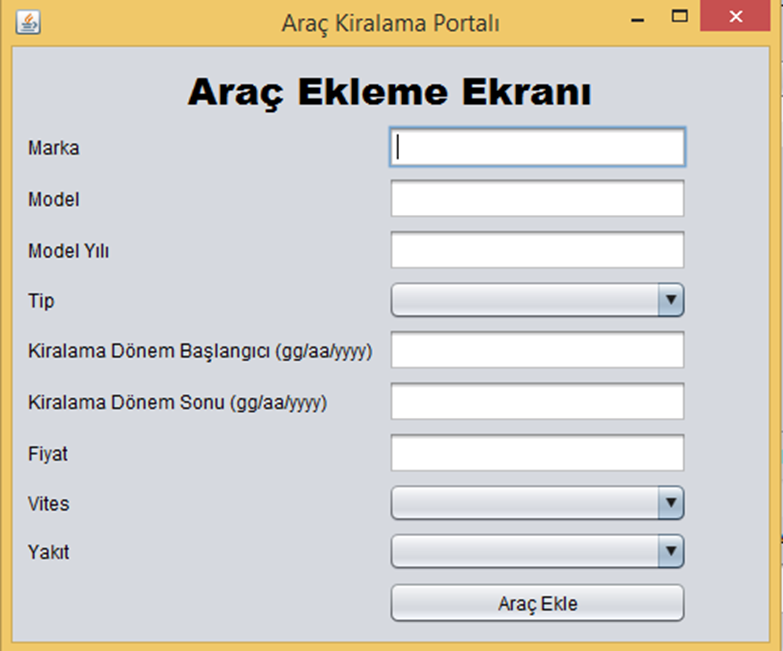 Araç Kiralama Portalı
Araç Ekleme Ekranı
Marka
Model
Model Yılı
Tip
Kiralama Dönem Başlangıcı (gg/aa/yyyy)
Kiralama Dönem Sonu (gg/aa/yyyy)
Fiyat
Vites
Yakıt
Araç Ekle